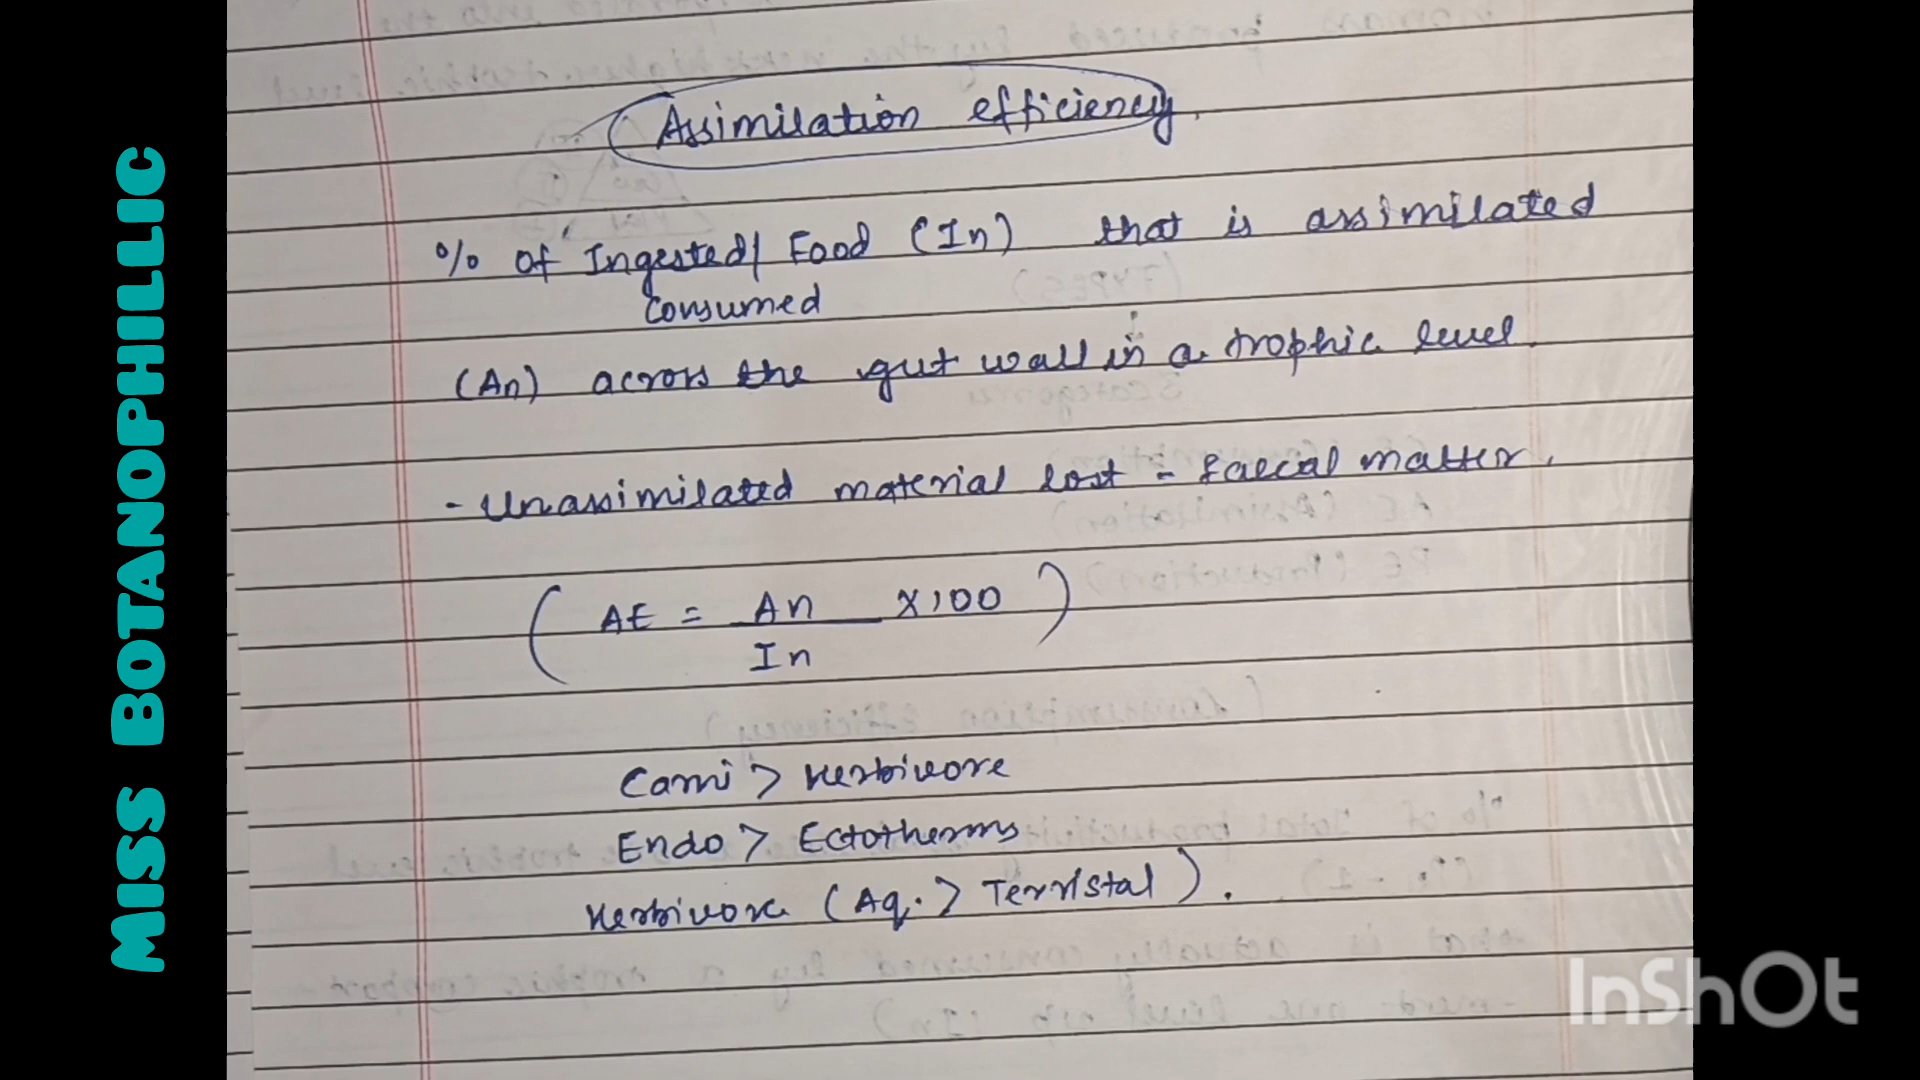 MISS BOTANOPHILLIC
Assimilation efficiency.
% of Ingested/ Food (In) that is assimilated
consumed
(An) across the gut wall in a trophic level.
- Unassimilated material lost - faecal matter.
( AE = An x100 )
In
Carni > Herbivore
Endo > Ectotherms
Herbivore (Aq. > Terristal).
InShOt